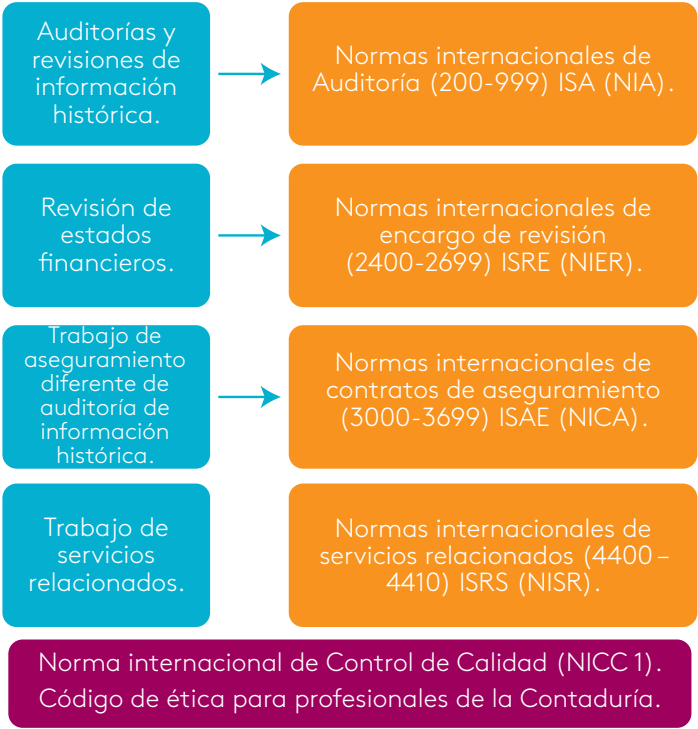 Auditorías y
revisiones de
información
histórica.
Normas internacionales de
Auditoría (200-999) ISA (NIA).
Revisión de
estados
financieros.
Normas internacionales de
encargo de revisión
(2400-2699) ISRE (NIER).
Trabajo de
aseguramiento
diferente de
auditoría de
información
histórica.
Normas internacionales de
contratos de aseguramiento
(3000-3699) ISAE (NICA).
Trabajo de
servicios
relacionados.
Normas internacionales de
servicios relacionados (4400 –
4410) ISRS (NISR).
Norma internacional de Control de Calidad (NICC 1).
Código de ética para profesionales de la Contaduría.